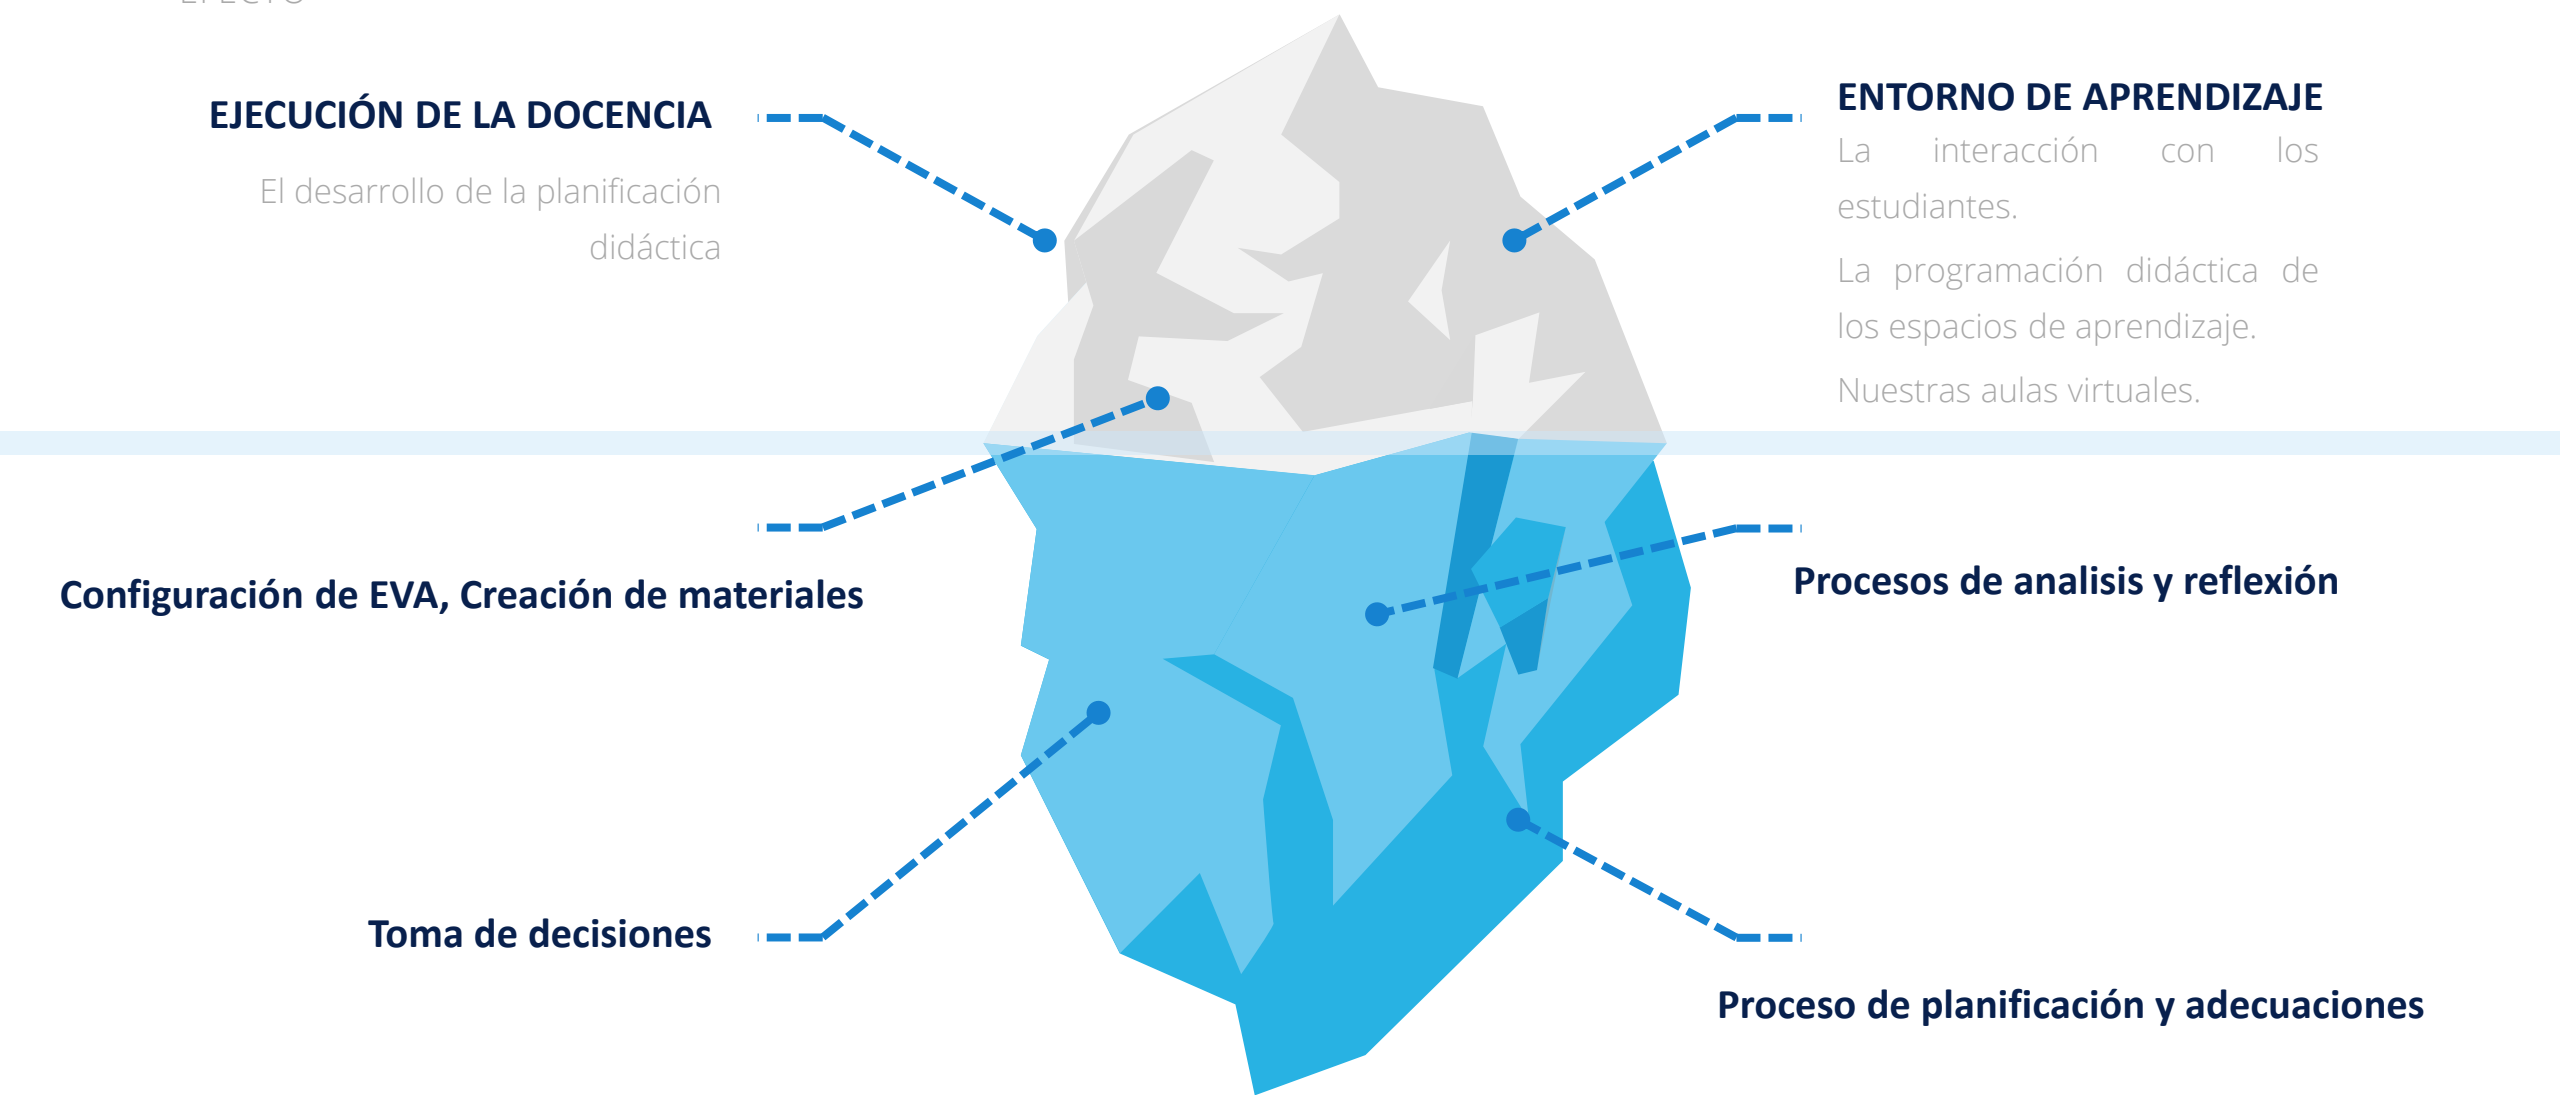 EJECUCIÓN DE LA DOCENCIA
El desarrollo de la planificación
didáctica
ENTORNO DE APRENDIZAJE
La interacción con los
estudiantes.
La programación didáctica de
los espacios de aprendizaje.
Nuestras aulas virtuales.
Configuración de EVA, Creación de materiales
Procesos de analisis y reflexión
Toma de decisiones
Proceso de planificación y adecuaciones